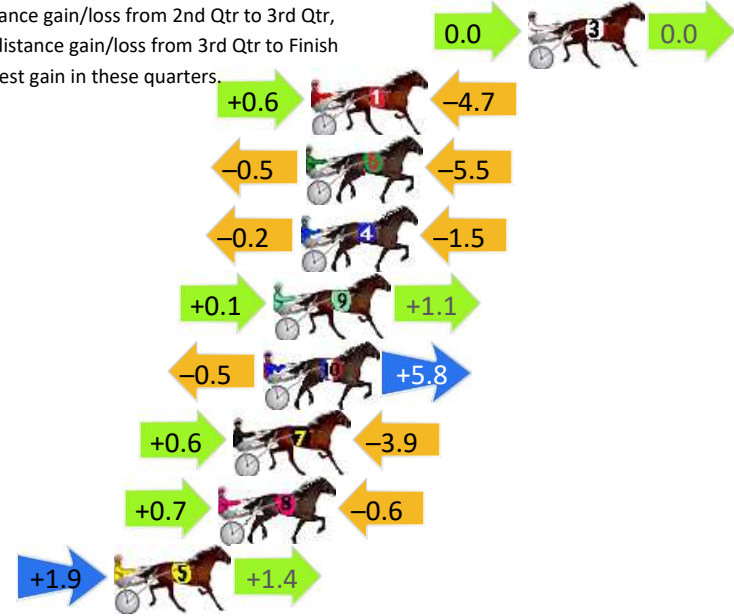 ance gain/loss from 2nd Qtr to 3rd Qtr,
distance gain/loss from 3rd Qtr to Finish
est gain in these quarters.
0.0 3 0.0
+0.6 1 –4.7
–0.5 –5.5
–0.2 4 –1.5
+0.1 9 +1.1
–0.5 10 +5.8
+0.6 7 –3.9
+0.7 8 –0.6
+1.9 5 +1.4